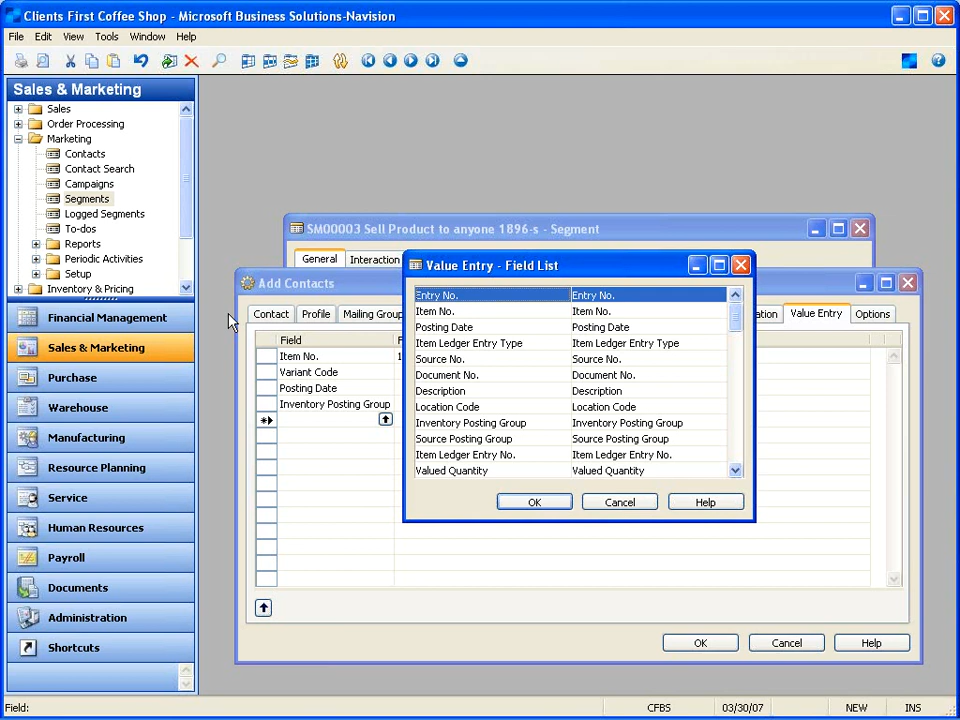 Clients First Coffee Shop - Microsoft Business Solutions-Navision
File Edit View Tools Window Help
Sales & Marketing
Sales
Order Processing
Marketing
Contacts
Contact Search
Campaigns
Segments
Logged Segments
To-dos
Reports
Periodic Activities
Setup
Inventory & Pricing
Financial Management
Sales & Marketing
Purchase
Warehouse
Manufacturing
Resource Planning
Service
Human Resources
Payroll
Documents
Administration
Shortcuts
SM00003 Sell Product to anyone 1896-s - Segment
General Interaction
Add Contacts
Contact Profile Mailing Group ation Value Entry Options
Field F
Item No. 1
Variant Code
Posting Date
Inventory Posting Group
Value Entry - Field List
Entry No. Entry No.
Item No. Item No.
Posting Date Posting Date
Item Ledger Entry Type Item Ledger Entry Type
Source No. Source No.
Document No. Document No.
Description Description
Location Code Location Code
Inventory Posting Group Inventory Posting Group
Source Posting Group Source Posting Group
Item Ledger Entry No. Item Ledger Entry No.
Valued Quantity Valued Quantity
OK Cancel Help
OK Cancel Help
Field: CFBS 03/30/07 NEW INS